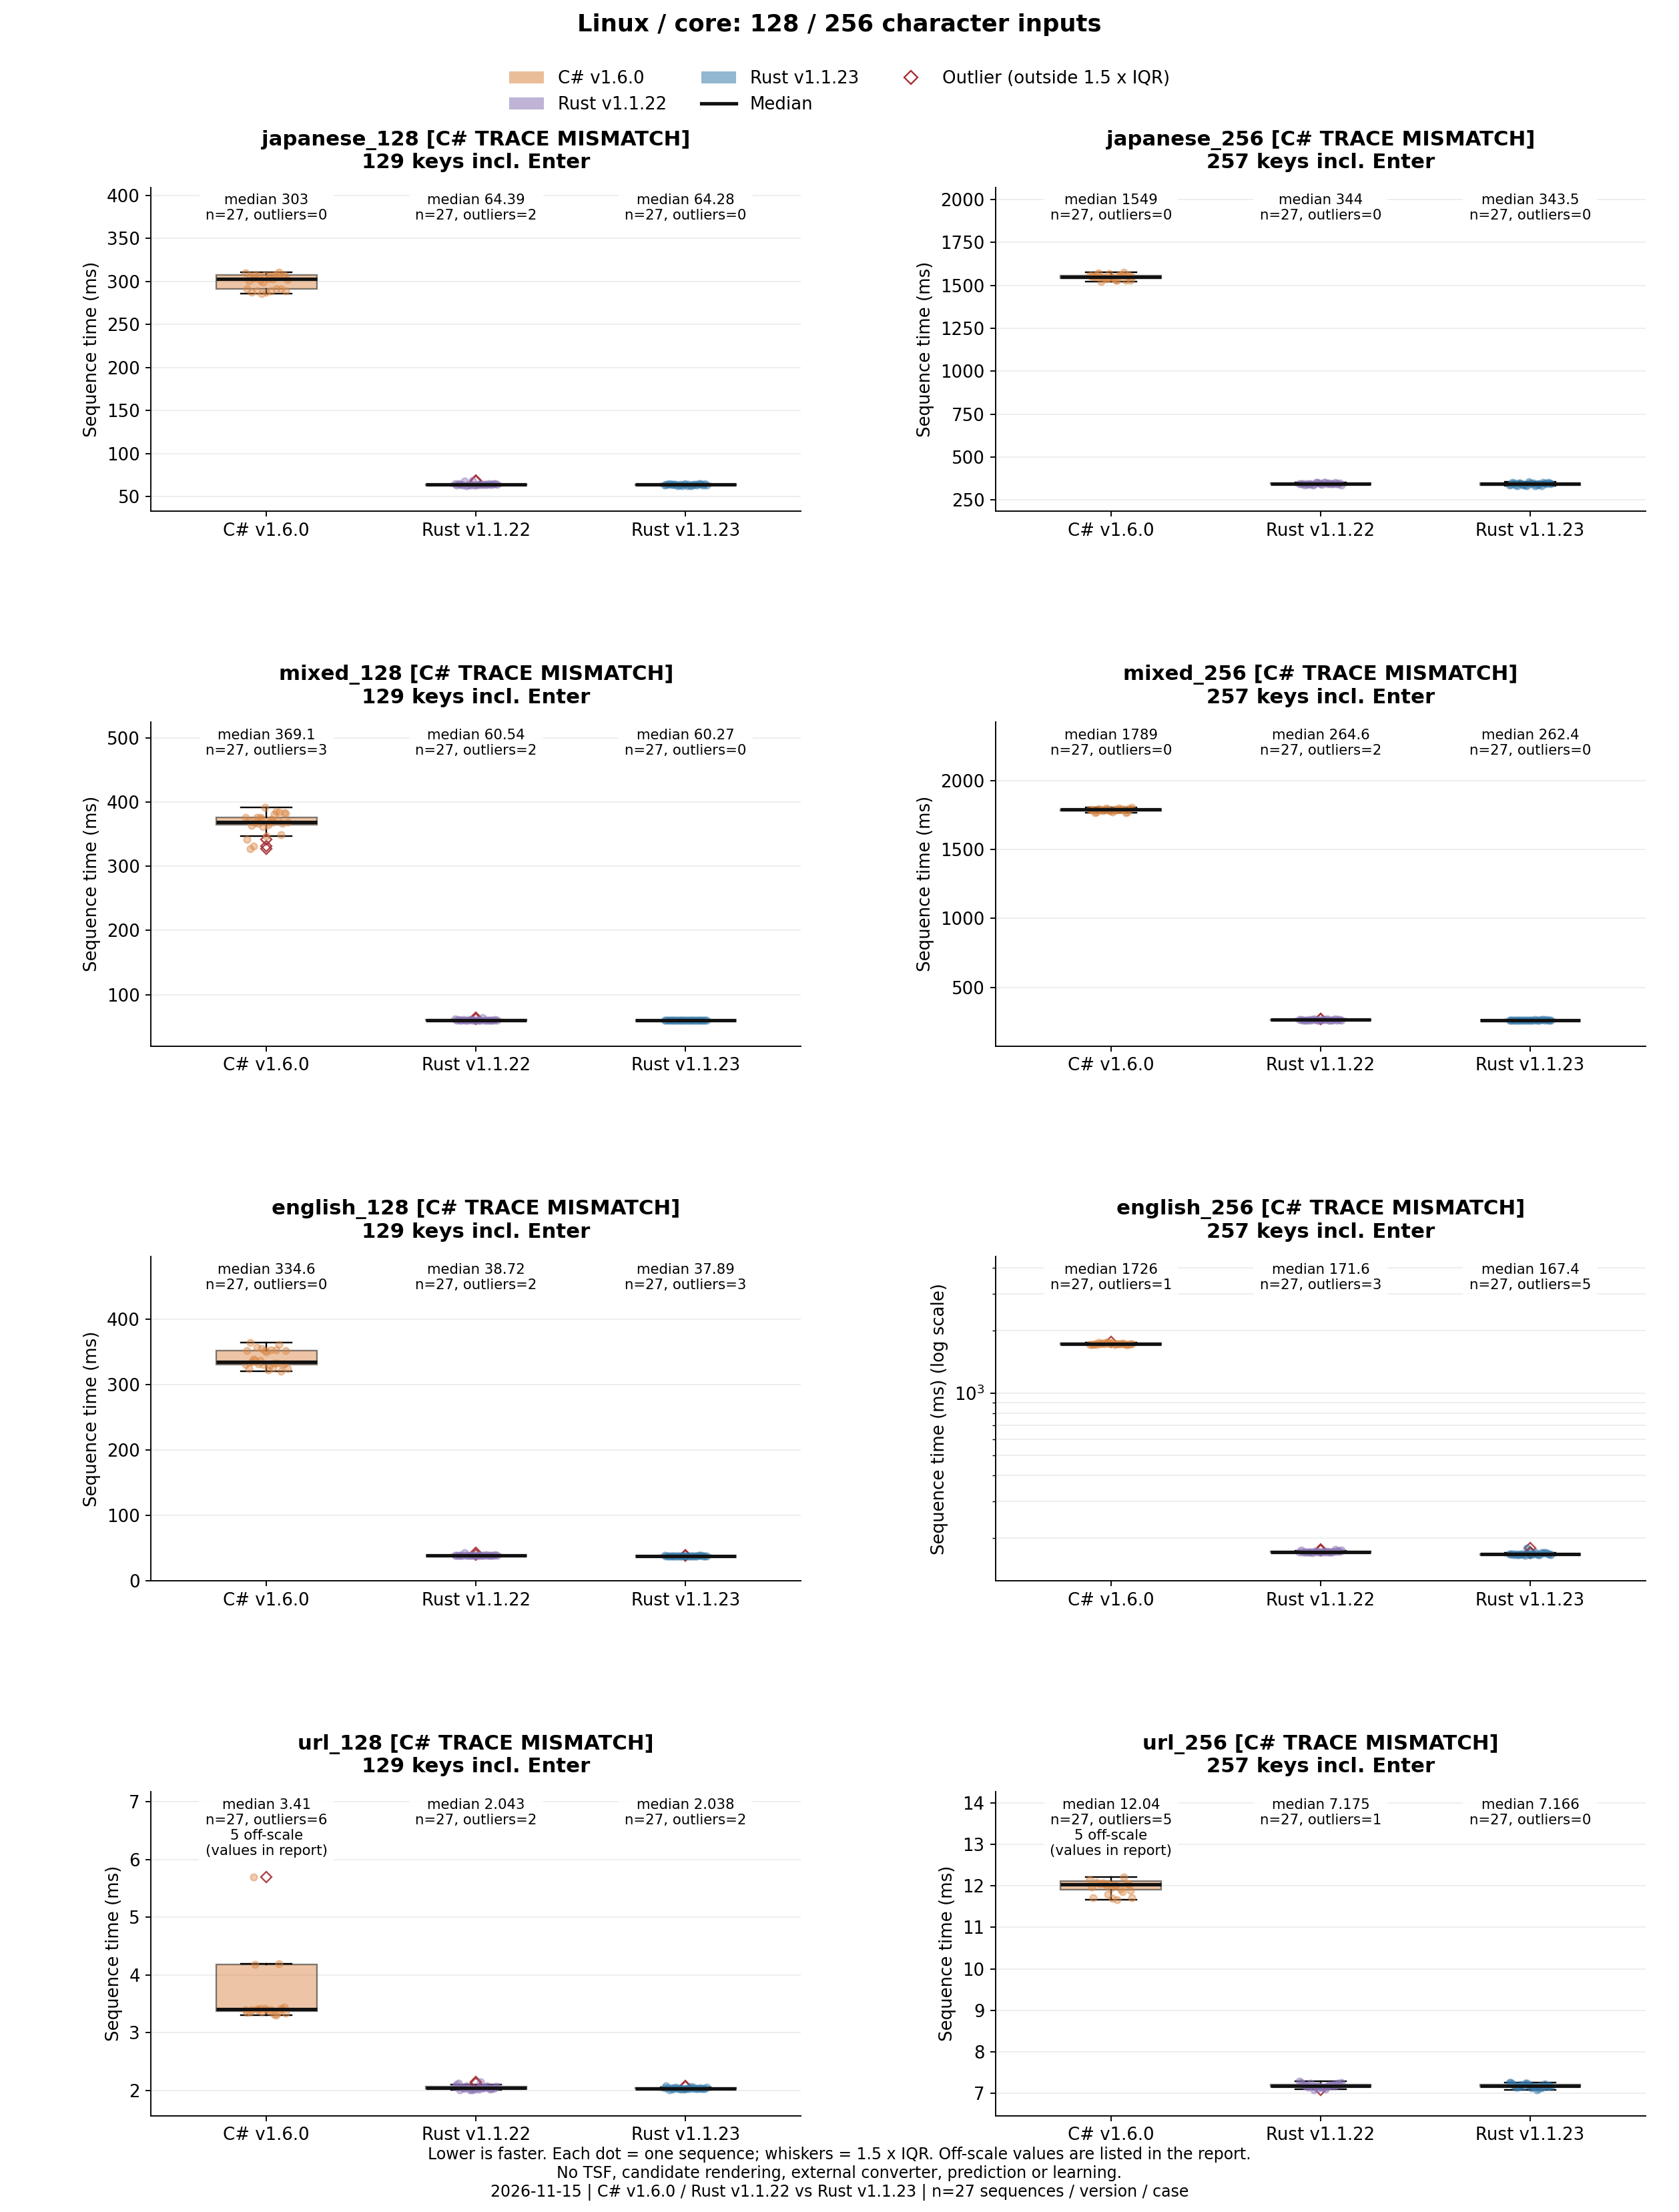 Linux / core: 128 / 256 character inputs
C# v1.6.0
Rust v1.1.22
Rust v1.1.23
Median
Outlier (outside 1.5 x IQR)
japanese_128 [C# TRACE MISMATCH]
129 keys incl. Enter
median 303
n=27, outliers=0
median 64.39
n=27, outliers=2
median 64.28
n=27, outliers=0
Sequence time (ms)
400
350
300
250
200
150
100
50
C# v1.6.0
Rust v1.1.22
Rust v1.1.23
japanese_256 [C# TRACE MISMATCH]
257 keys incl. Enter
median 1549
n=27, outliers=0
median 344
n=27, outliers=0
median 343.5
n=27, outliers=0
Sequence time (ms)
2000
1750
1500
1250
1000
750
500
250
C# v1.6.0
Rust v1.1.22
Rust v1.1.23
mixed_128 [C# TRACE MISMATCH]
129 keys incl. Enter
median 369.1
n=27, outliers=3
median 60.54
n=27, outliers=2
median 60.27
n=27, outliers=0
Sequence time (ms)
500
400
300
200
100
C# v1.6.0
Rust v1.1.22
Rust v1.1.23
mixed_256 [C# TRACE MISMATCH]
257 keys incl. Enter
median 1789
n=27, outliers=0
median 264.6
n=27, outliers=2
median 262.4
n=27, outliers=0
Sequence time (ms)
2000
1500
1000
500
C# v1.6.0
Rust v1.1.22
Rust v1.1.23
english_128 [C# TRACE MISMATCH]
129 keys incl. Enter
median 334.6
n=27, outliers=0
median 38.72
n=27, outliers=2
median 37.89
n=27, outliers=3
Sequence time (ms)
400
300
200
100
0
C# v1.6.0
Rust v1.1.22
Rust v1.1.23
english_256 [C# TRACE MISMATCH]
257 keys incl. Enter
median 1726
n=27, outliers=1
median 171.6
n=27, outliers=3
median 167.4
n=27, outliers=5
Sequence time (ms) (log scale)
10³
C# v1.6.0
Rust v1.1.22
Rust v1.1.23
url_128 [C# TRACE MISMATCH]
129 keys incl. Enter
median 3.41
n=27, outliers=6
5 off-scale
(values in report)
median 2.043
n=27, outliers=2
median 2.038
n=27, outliers=2
Sequence time (ms)
7
6
5
4
3
2
C# v1.6.0
Rust v1.1.22
Rust v1.1.23
url_256 [C# TRACE MISMATCH]
257 keys incl. Enter
median 12.04
n=27, outliers=5
5 off-scale
(values in report)
median 7.175
n=27, outliers=1
median 7.166
n=27, outliers=0
Sequence time (ms)
14
13
12
11
10
9
8
7
C# v1.6.0
Rust v1.1.22
Rust v1.1.23
Lower is faster. Each dot = one sequence; whiskers = 1.5 x IQR. Off-scale values are listed in the report.
No TSF, candidate rendering, external converter, prediction or learning.
2026-11-15 | C# v1.6.0 / Rust v1.1.22 vs Rust v1.1.23 | n=27 sequences / version / case